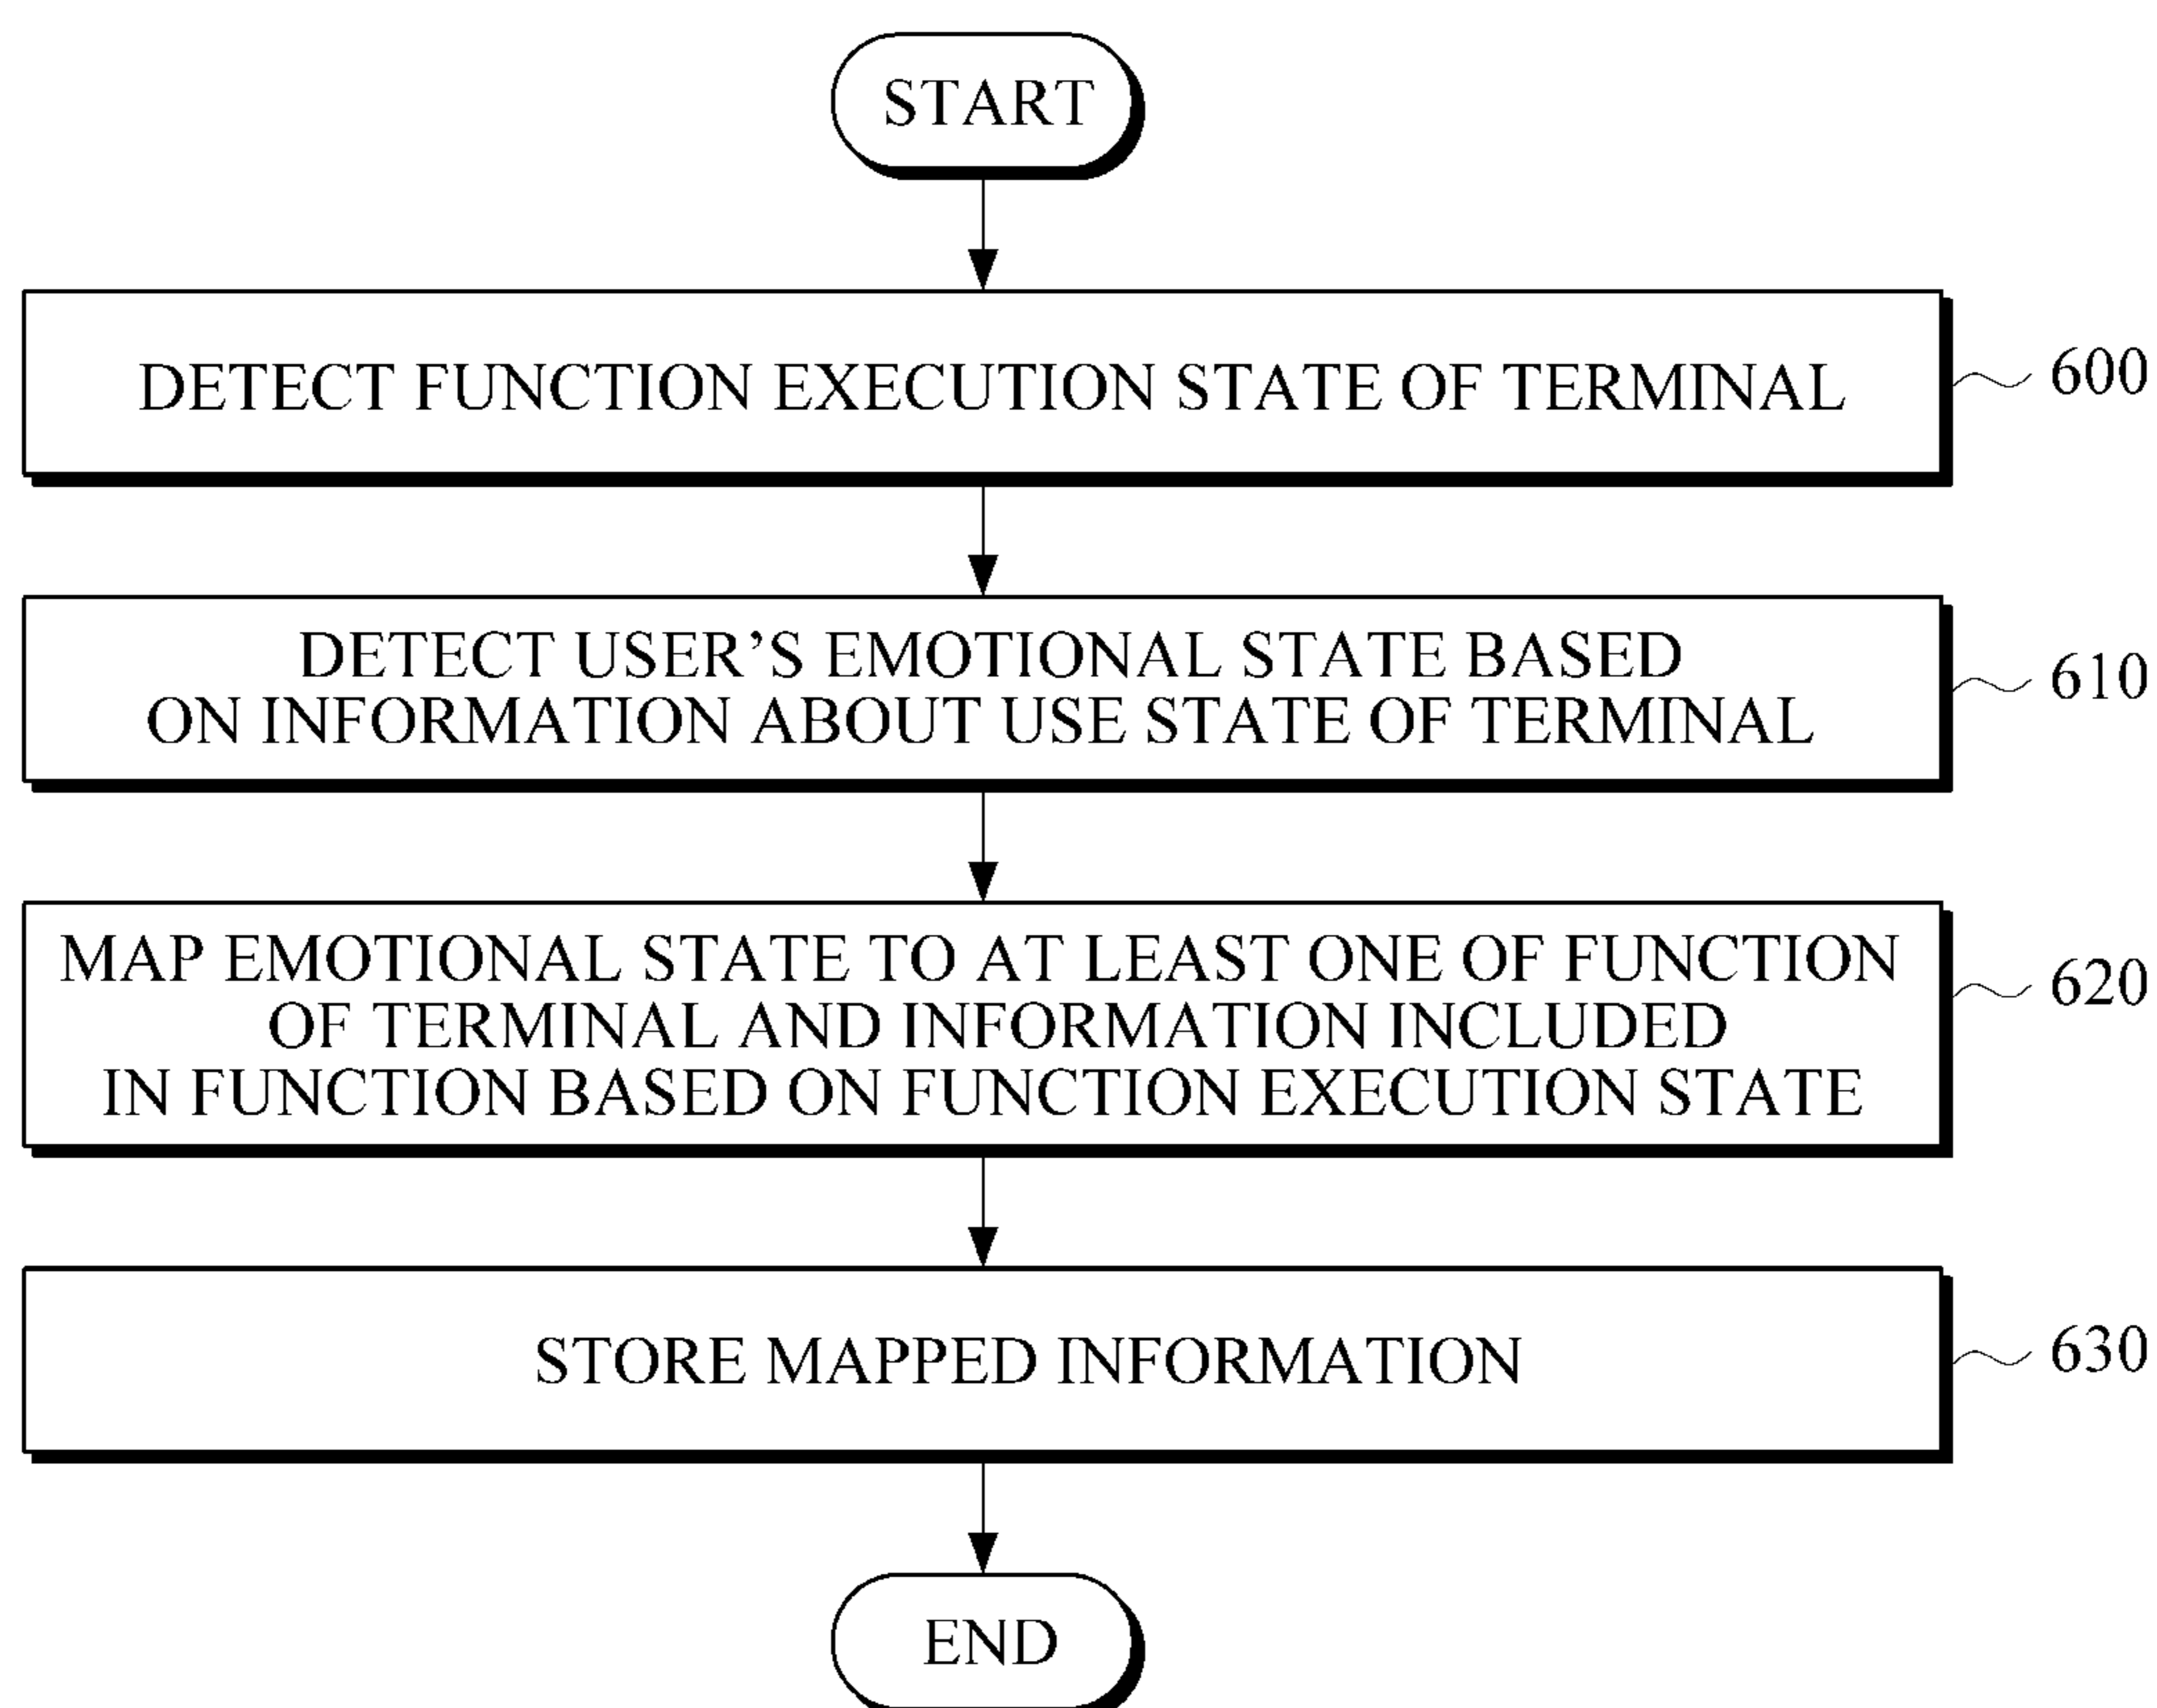 START
DETECT FUNCTION EXECUTION STATE OF TERMINAL
600
DETECT USER’S EMOTIONAL STATE BASED
ON INFORMATION ABOUT USE STATE OF TERMINAL
610
MAP EMOTIONAL STATE TO AT LEAST ONE OF FUNCTION
OF TERMINAL AND INFORMATION INCLUDED
IN FUNCTION BASED ON FUNCTION EXECUTION STATE
620
STORE MAPPED INFORMATION
630
END